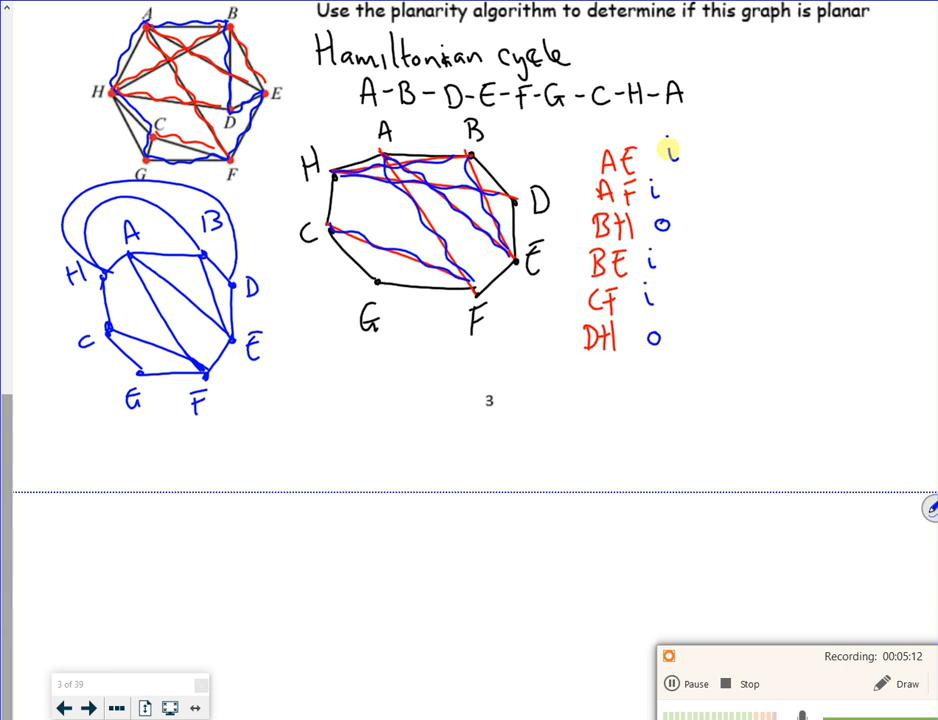 Use the planarity algorithm to determine if this graph is planar
A B
H E
D
C
G F
Hamiltonian cycle
A-B-D-E-F-G-C-H-A
A B
H
D
C
E
G F
AE i
AF i
BH o
BE i
CF i
DH o
A B
H D
C E
G F
3
Recording: 00:05:12
Pause Stop Draw
3 of 39